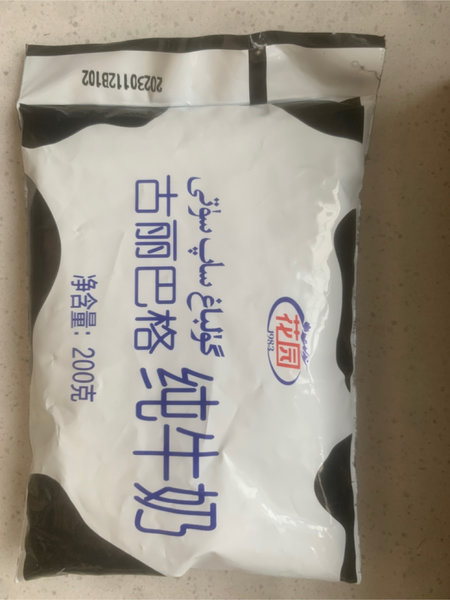 20230112B102
花园
1983
گۈلباغ ساپ سۈتى
古丽巴格 纯牛奶
净含量：200克